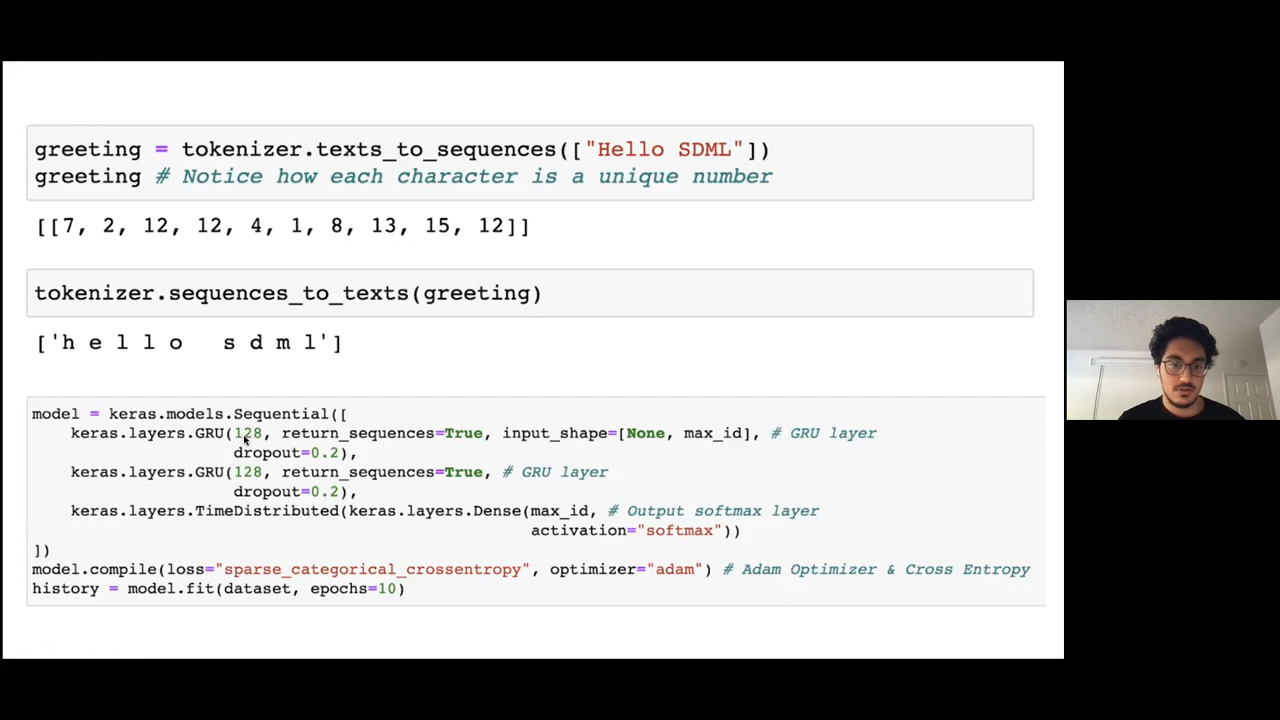 greeting = tokenizer.texts_to_sequences(["Hello SDML"])
greeting # Notice how each character is a unique number
[[7, 2, 12, 12, 4, 1, 8, 13, 15, 12]]
tokenizer.sequences_to_texts(greeting)
['h e l l o   s d m l']
model = keras.models.Sequential([
    keras.layers.GRU(128, return_sequences=True, input_shape=[None, max_id], # GRU layer
                     dropout=0.2),
    keras.layers.GRU(128, return_sequences=True, # GRU layer
                     dropout=0.2),
    keras.layers.TimeDistributed(keras.layers.Dense(max_id, # Output softmax layer
                                                    activation="softmax"))
])
model.compile(loss="sparse_categorical_crossentropy", optimizer="adam") # Adam Optimizer & Cross Entropy
history = model.fit(dataset, epochs=10)